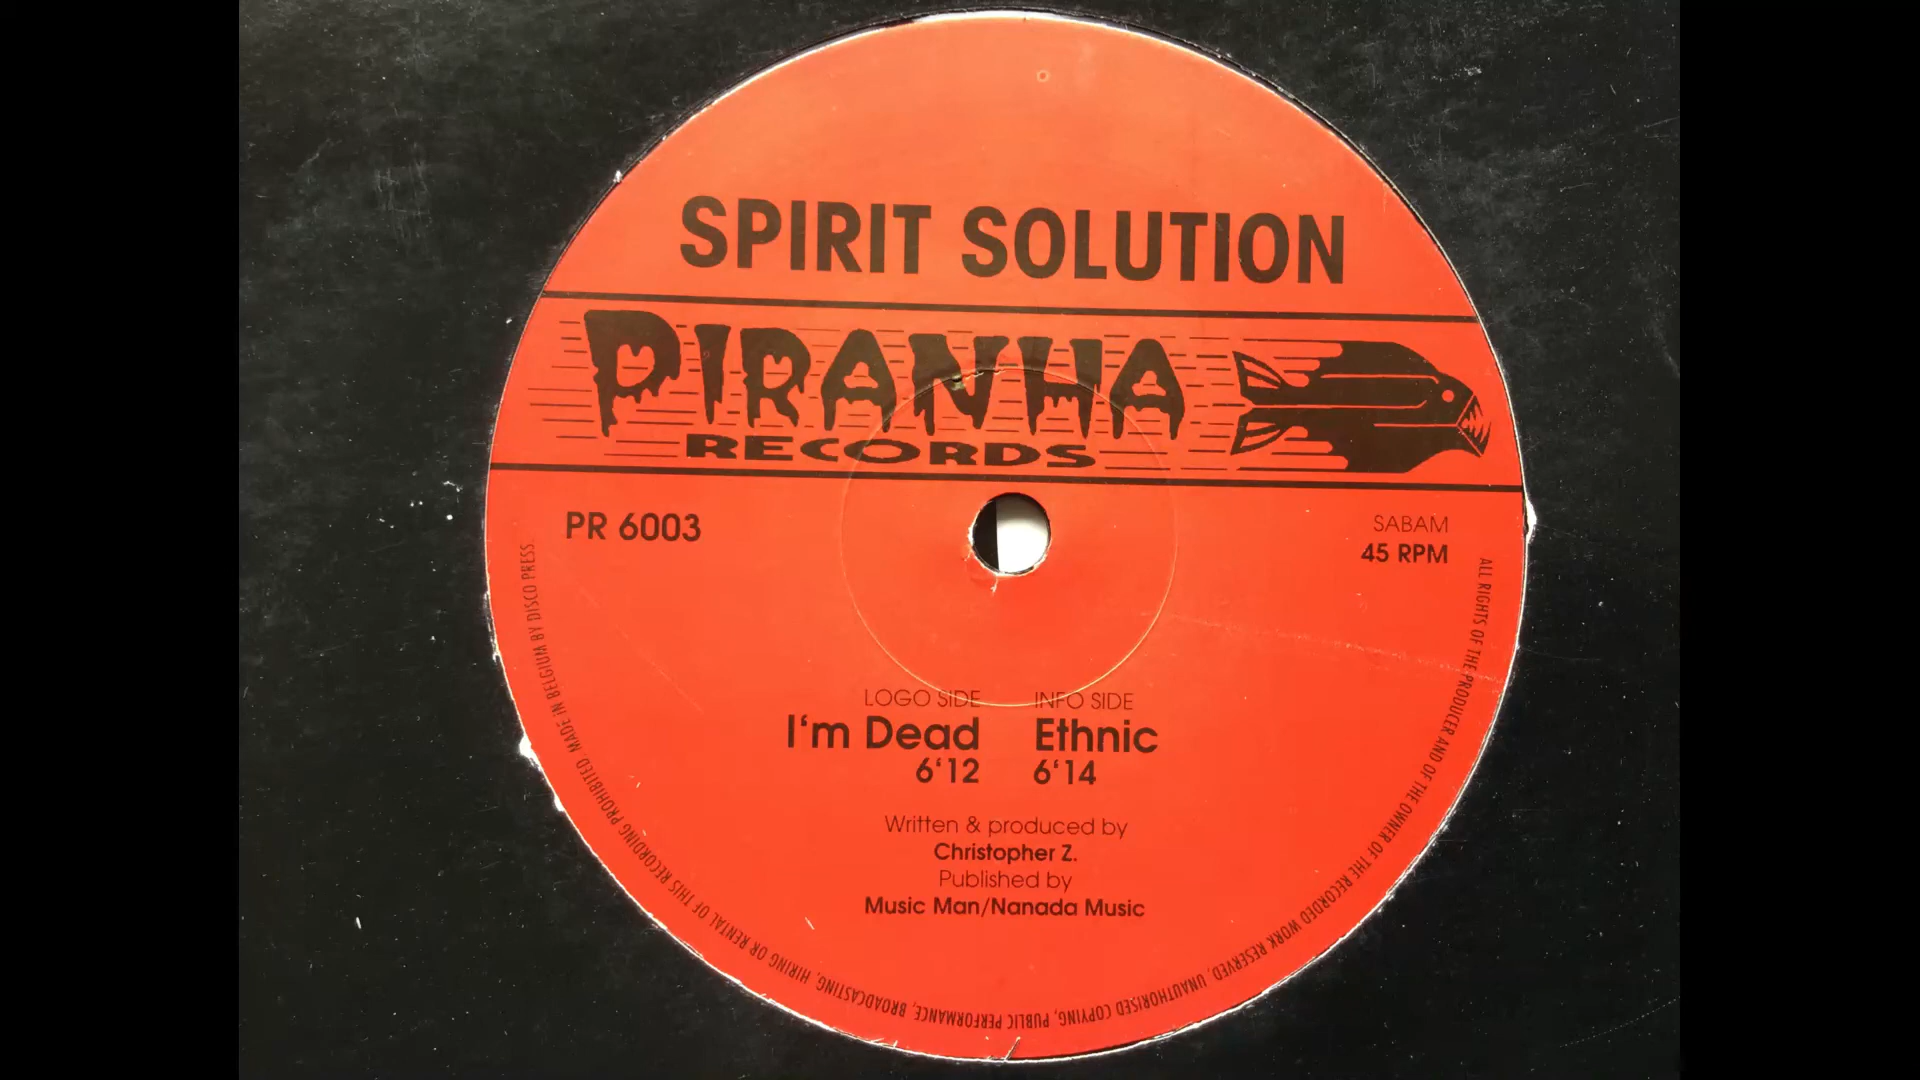 SPIRIT SOLUTION
PIRANHA
RECORDS
PR 6003
SABAM
45 RPM
LOGO SIDE INFO SIDE
I'm Dead Ethnic
6'12 6'14
Written & produced by
Christopher Z.
Published by
Music Man/Nanada Music
ALL RIGHTS OF THE PRODUCER AND OF THE OWNER OF THE RECORDED WORK RESERVED. UNAUTHORISED COPYING, PUBLIC PERFORMANCE, BROADCASTING, HIRING OR RENTAL OF THIS RECORDING PROHIBITED. MADE IN BELGIUM BY DISCO PRESS.